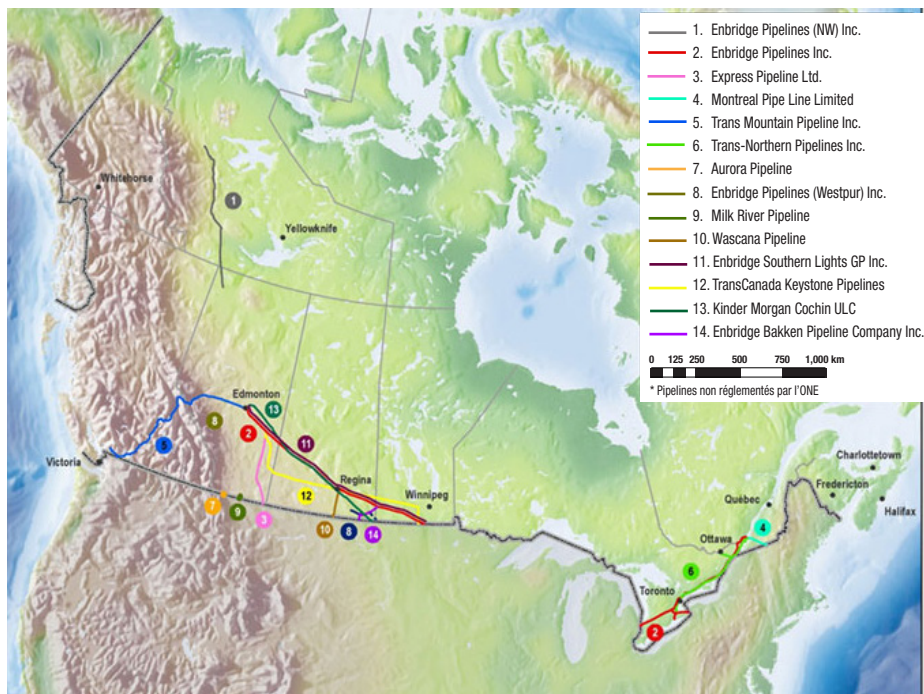 1. Enbridge Pipelines (NW) Inc.
2. Enbridge Pipelines Inc.
3. Express Pipeline Ltd.
4. Montreal Pipe Line Limited
5. Trans Mountain Pipeline Inc.
6. Trans-Northern Pipelines Inc.
7. Aurora Pipeline
8. Enbridge Pipelines (Westpur) Inc.
9. Milk River Pipeline
10. Wascana Pipeline
11. Enbridge Southern Lights GP Inc.
12. TransCanada Keystone Pipelines
13. Kinder Morgan Cochin ULC
14. Enbridge Bakken Pipeline Company Inc.
0 125 250 500 750 1,000 km
* Pipelines non réglementés par l'ONE
Whitehorse
1
Yellowknife
Edmonton
13
8
2
11
5
Victoria
Regina
12
Winnipeg
7
9
3
10
8
14
Charlottetown
Fredericton
Québec
Halifax
4
Ottawa
6
Toronto
2